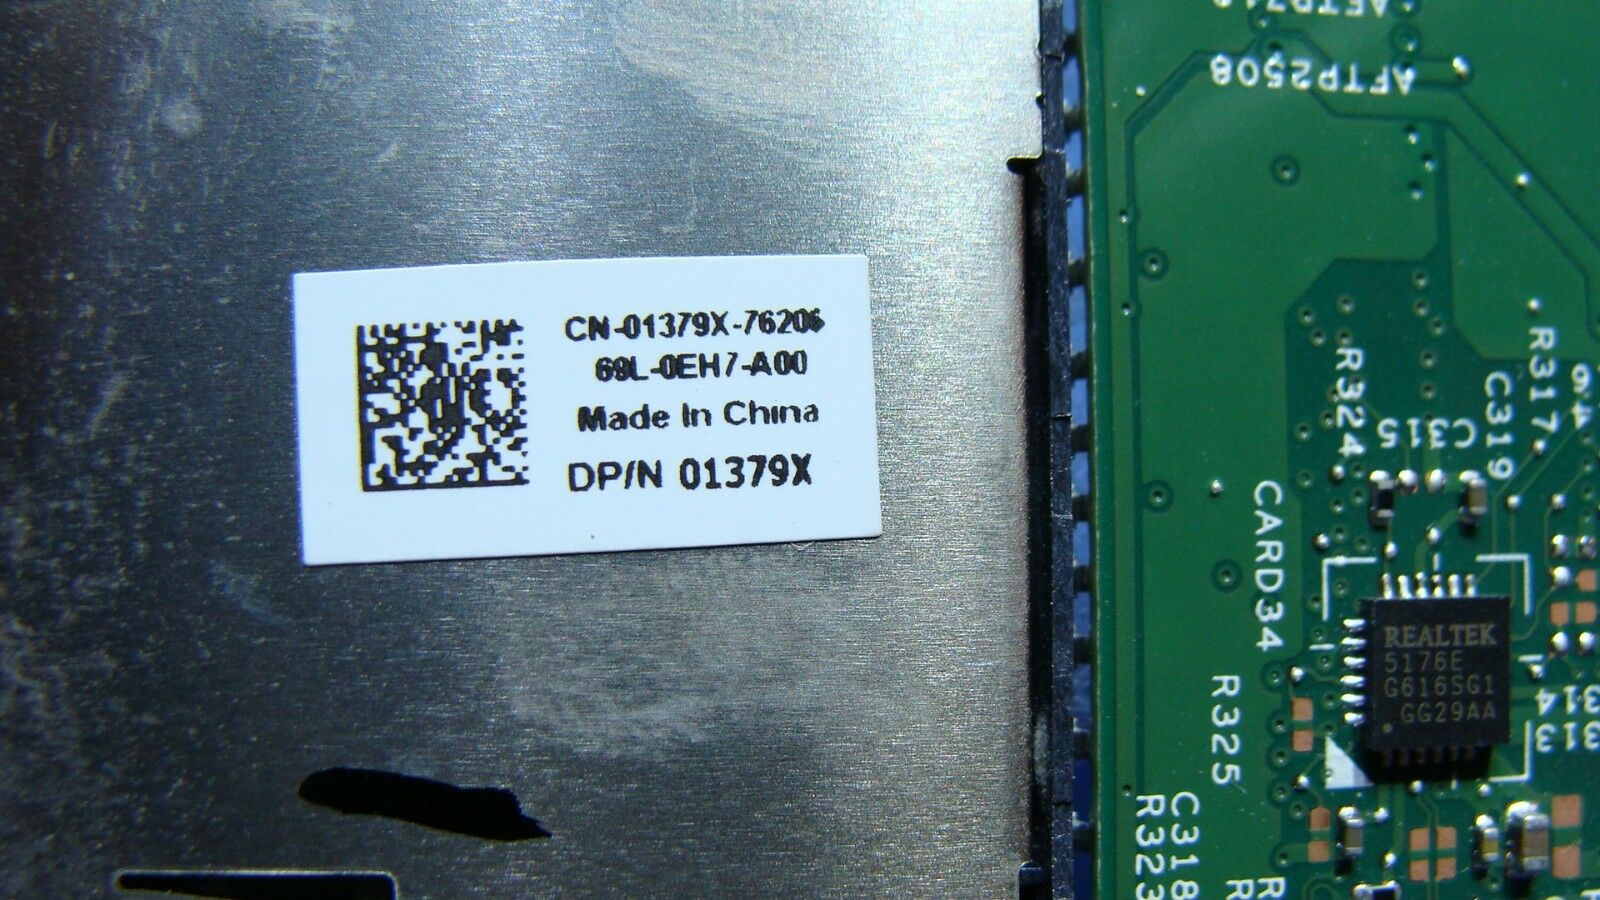 CN-01379X-76206
69L-0EH7-A00
Made In China
DP/N 01379X
AFTP2508
R317
R324
C315
C319
CARD34
REALTEK
5176E
G616SG1
GG29AA
R325
C318
R323